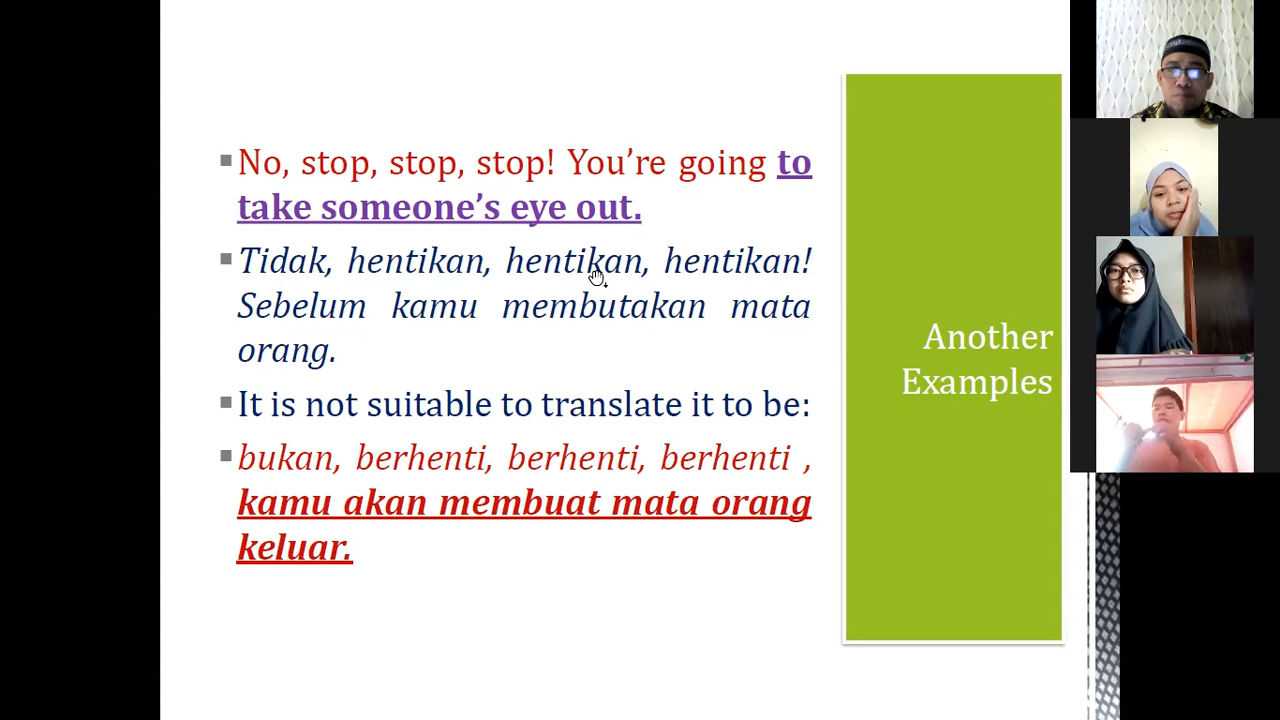 No, stop, stop, stop! You’re going to
take someone’s eye out.
Tidak, hentikan, hentikan, hentikan!
Sebelum kamu membutakan mata
orang.
It is not suitable to translate it to be:
bukan, berhenti, berhenti, berhenti ,
kamu akan membuat mata orang
keluar.
Another
Examples